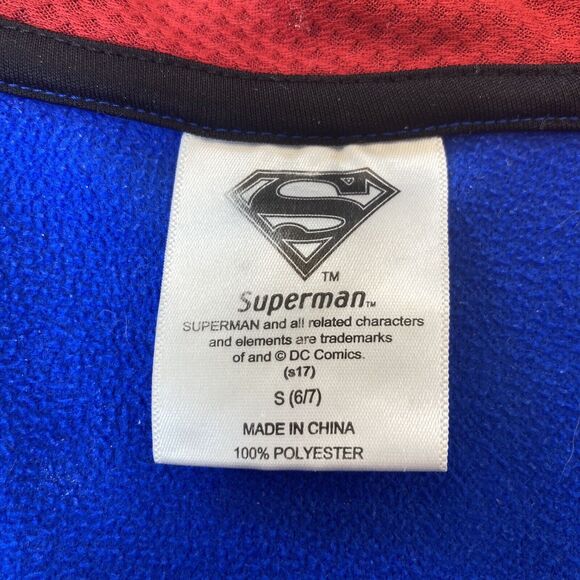 S
TM
Superman™
SUPERMAN and all related characters
and elements are trademarks
of and © DC Comics.
(s17)
S (6/7)
MADE IN CHINA
100% POLYESTER